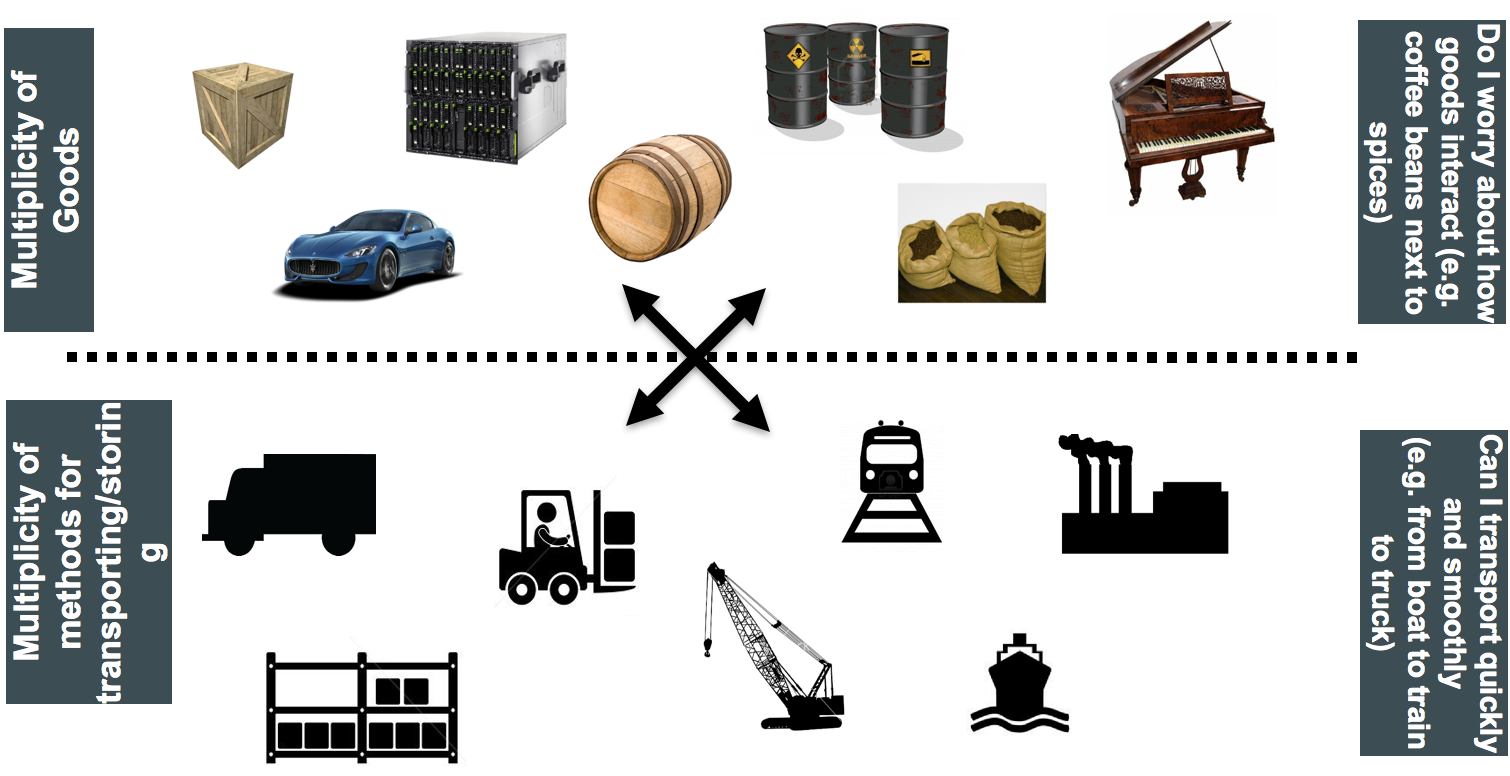 Multiplicity of
Goods
Do I worry about how
goods interact (e.g.
coffee beans next to
spices)
Multiplicity of
methods for
transporting/storin
g
Can I transport quickly
and smoothly
(e.g. from boat to train
to truck)